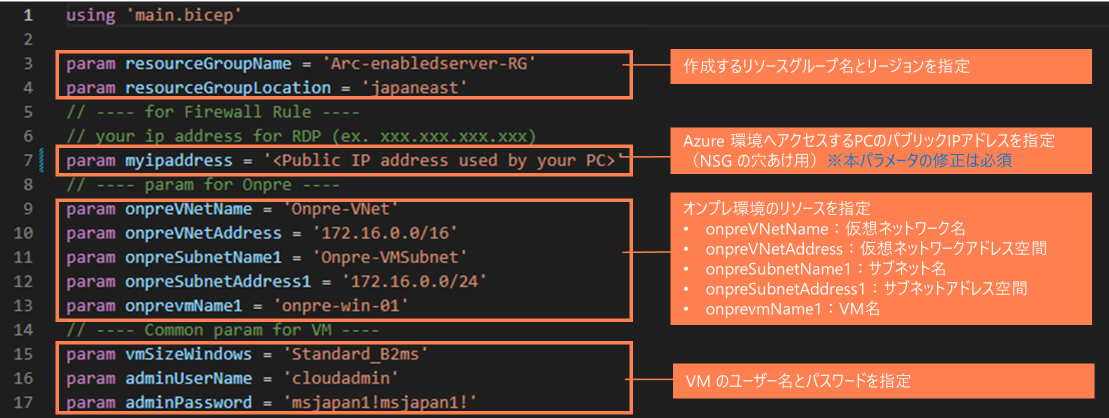 1 using 'main.bicep'
2
3 param resourceGroupName = 'Arc-enabledserver-RG'
4 param resourceGroupLocation = 'japaneast'
作成するリソースグループ名とリージョンを指定
5 // ---- for Firewall Rule ----
6 // your ip address for RDP (ex. xxx.xxx.xxx.xxx)
7 param myipaddress = '<Public IP address used by your PC>'
Azure 環境へアクセスするPCのパブリックIPアドレスを指定
（NSG の穴あけ用）※本パラメータの修正は必須
8 // ---- param for Onpre ----
9 param onpreVNetName = 'Onpre-VNet'
10 param onpreVNetAddress = '172.16.0.0/16'
11 param onpreSubnetName1 = 'Onpre-VMSubnet'
12 param onpreSubnetAddress1 = '172.16.0.0/24'
13 param onprevmName1 = 'onpre-win-01'
オンプレ環境のリソースを指定
• onpreVNetName：仮想ネットワーク名
• onpreVNetAddress：仮想ネットワークアドレス空間
• onpreSubnetName1：サブネット名
• onpreSubnetAddress1：サブネットアドレス空間
• onprevmName1：VM名
14 // ---- Common param for VM ----
15 param vmSizeWindows = 'Standard_B2ms'
16 param adminUserName = 'cloudadmin'
17 param adminPassword = 'msjapan1!msjapan1!'
VM のユーザー名とパスワードを指定